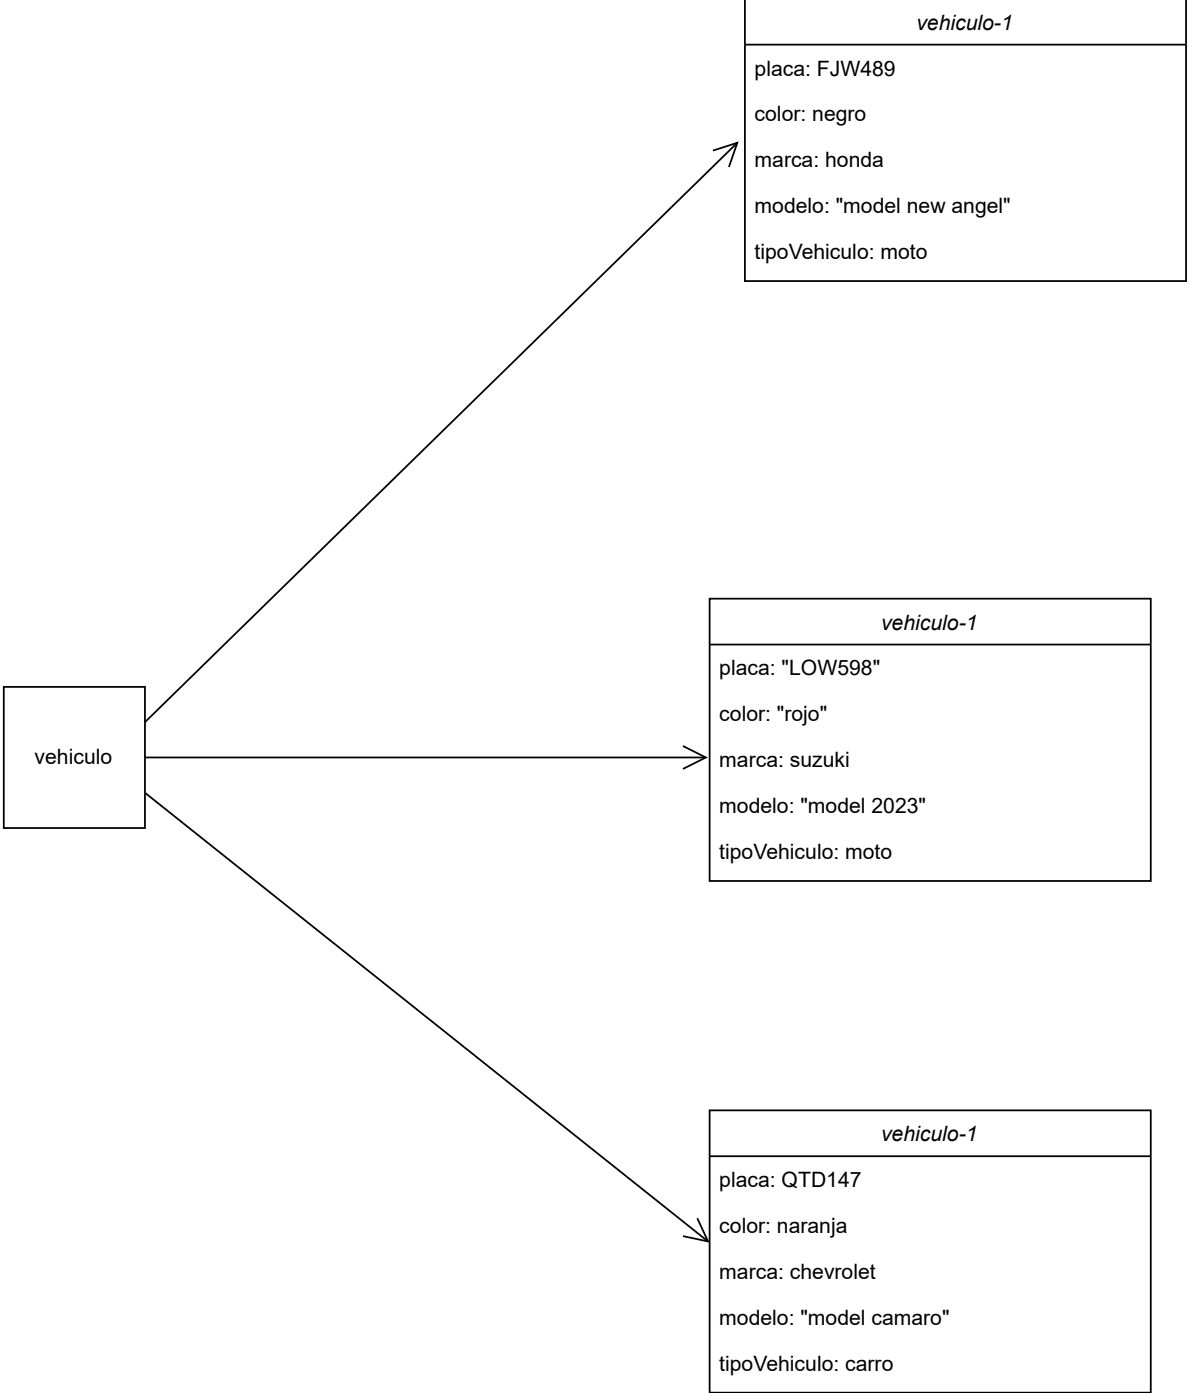 vehiculo-1
placa: FJW489
color: negro
marca: honda
modelo: "model new angel"
tipoVehiculo: moto
vehiculo
vehiculo-1
placa: "LOW598"
color: "rojo"
marca: suzuki
modelo: "model 2023"
tipoVehiculo: moto
vehiculo-1
placa: QTD147
color: naranja
marca: chevrolet
modelo: "model camaro"
tipoVehiculo: carro